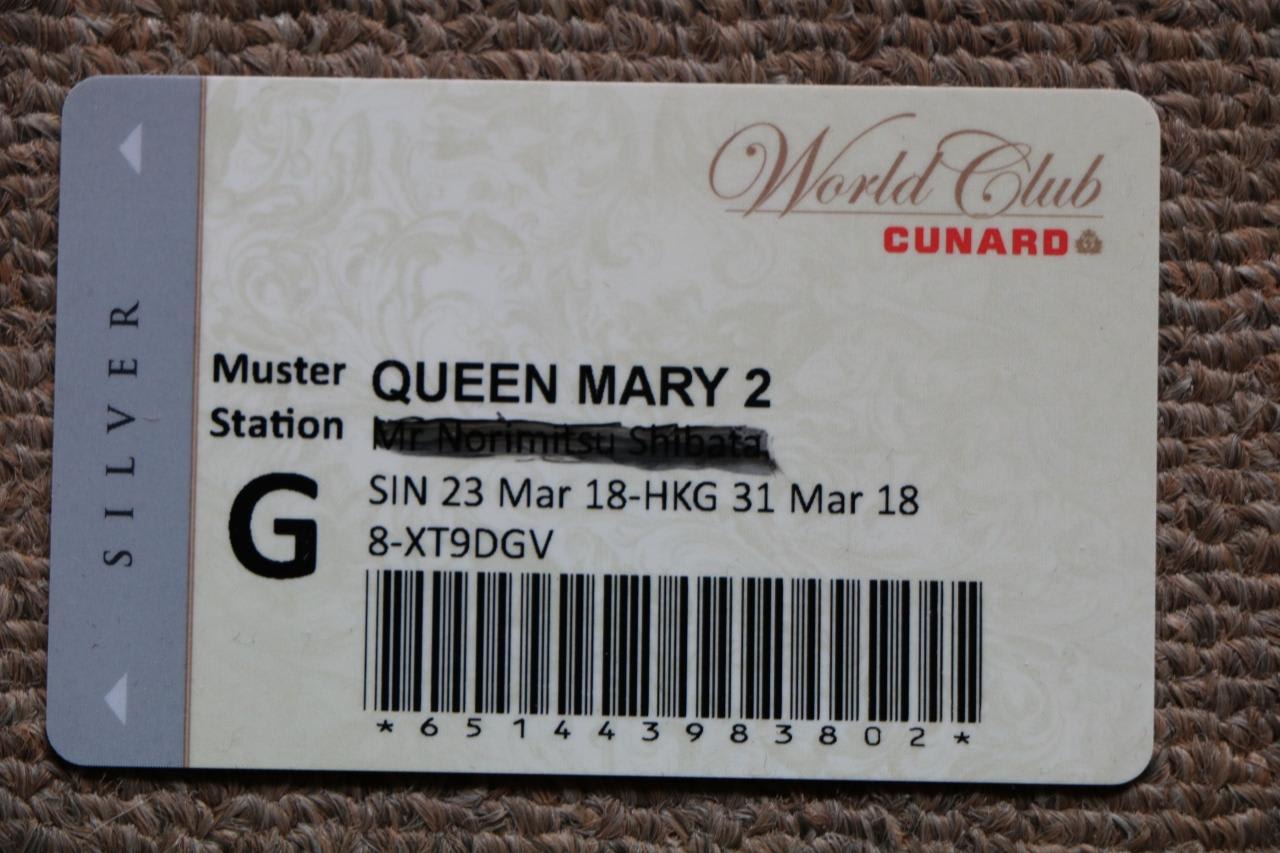 World Club
CUNARD
SILVER
Muster Station
G
QUEEN MARY 2
SIN 23 Mar 18-HKG 31 Mar 18
8-XT9DGV
*651443983802*